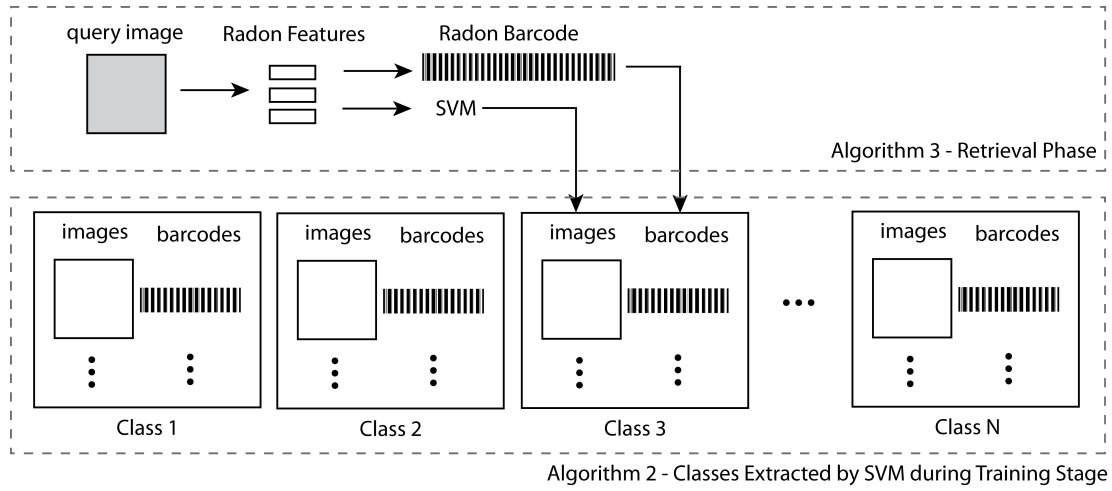 query image
Radon Features
Radon Barcode
SVM
Algorithm 3 - Retrieval Phase
images barcodes
Class 1
images barcodes
Class 2
images barcodes
Class 3
images barcodes
Class N
Algorithm 2 - Classes Extracted by SVM during Training Stage